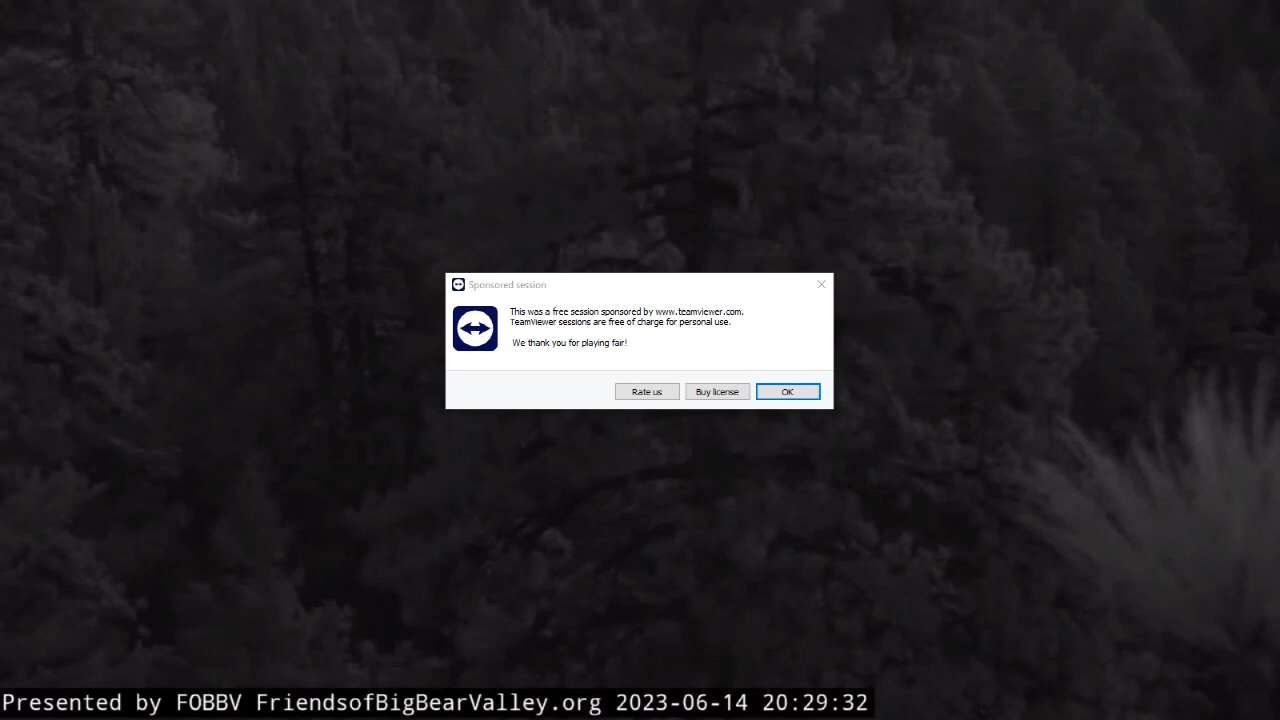 Sponsored session
This was a free session sponsored by www.teamviewer.com.
TeamViewer sessions are free of charge for personal use.
We thank you for playing fair!
Rate us Buy license OK
Presented by FOBBV FriendsofBigBearValley.org 2023-06-14 20:29:32